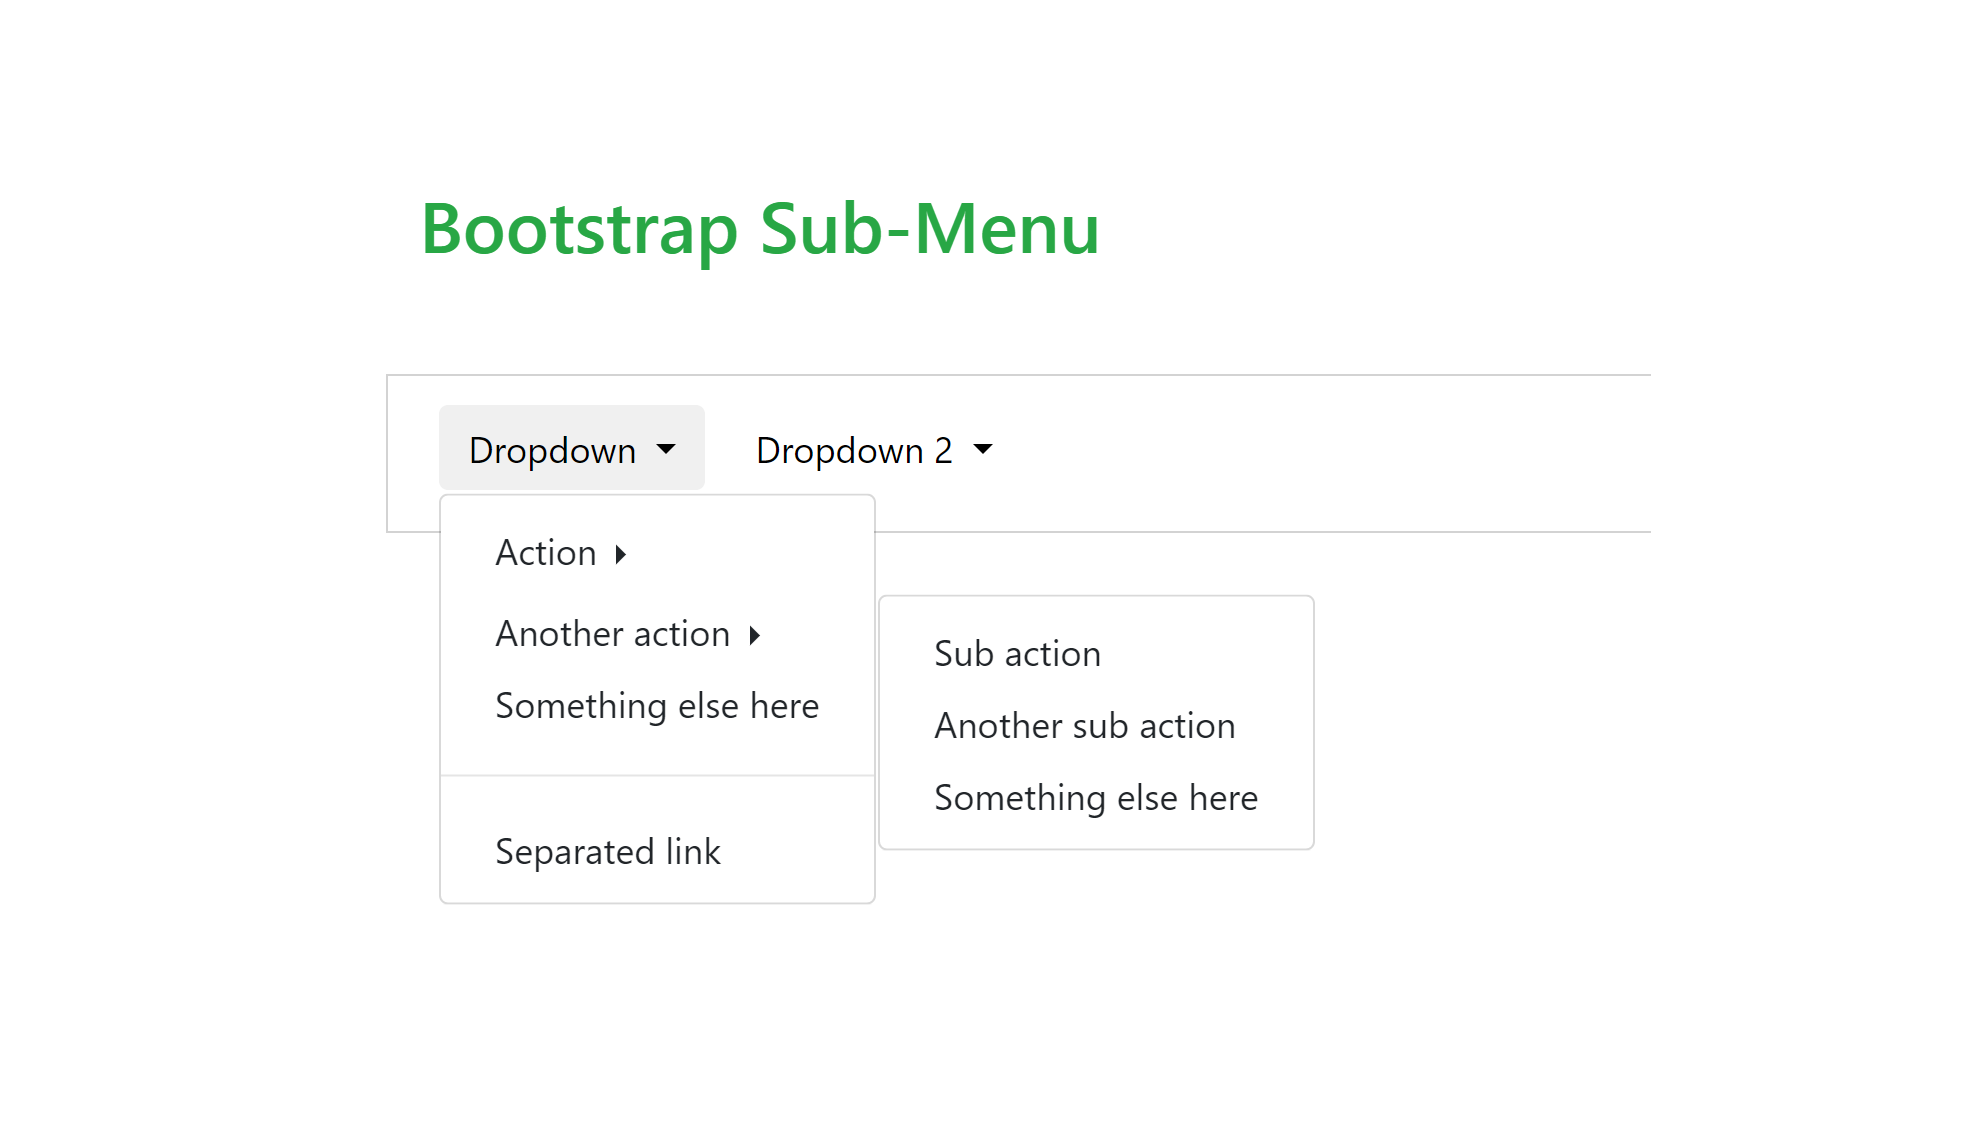 Bootstrap Sub-Menu
Dropdown
Dropdown 2
Action
Another action
Something else here
Separated link
Sub action
Another sub action
Something else here